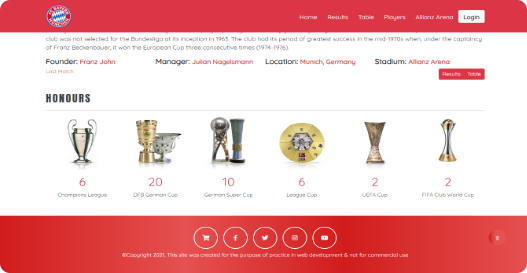 Home Results Table Players Allianz Arena Login
club was not selected for the Bundesliga at its inception in 1963. The club had its period of greatest success in the mid-1970s when, under the captaincy
of Franz Beckenbauer, it won the European Cup three consecutive times (1974-1976).
Founder: Franz John Manager: Julian Nagelsmann Location: Munich, Germany Stadium: Allianz Arena
Last Match Results Table
HONOURS
6 20 10 6 2 2
Champions League DFB German Cup German Super Cup League Cup UEFA Cup FIFA Club World Cup
©Copyright 2021, This site was created for the purpose of practice in web development & not for commercial use